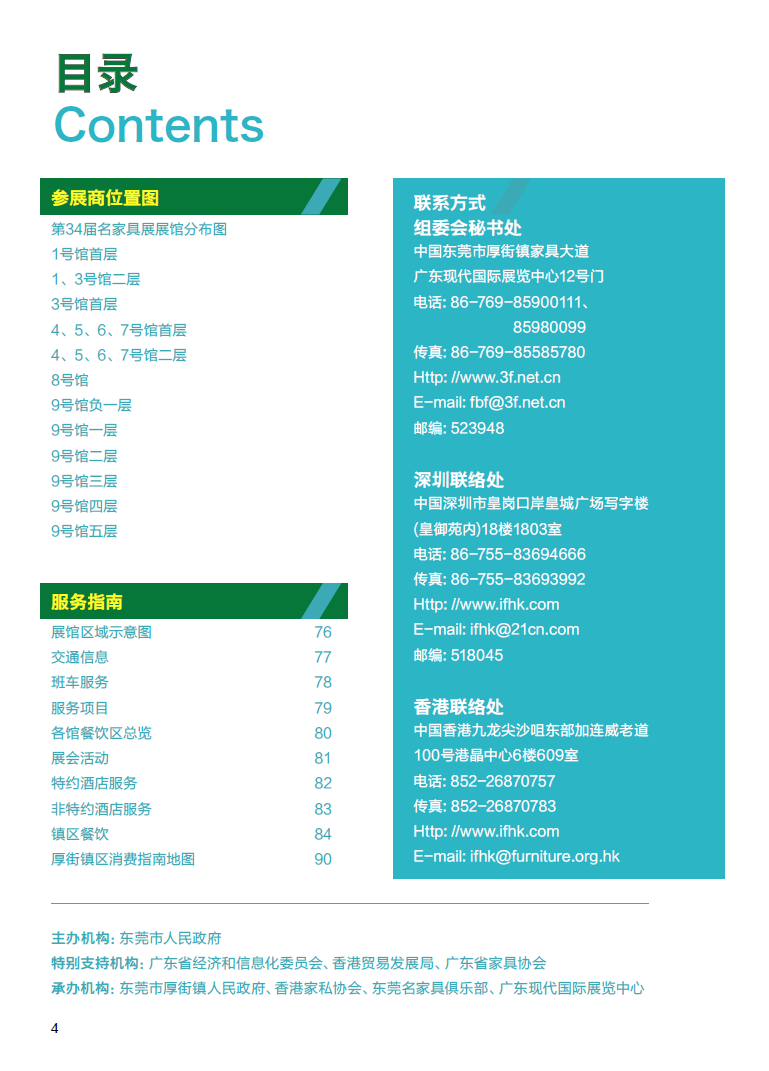 目录
Contents
参展商位置图
第34届名家具展展馆分布图
1号馆首层
1、3号馆二层
3号馆首层
4、5、6、7号馆首层
4、5、6、7号馆二层
8号馆
9号馆负一层
9号馆一层
9号馆二层
9号馆三层
9号馆四层
9号馆五层
服务指南
展馆区域示意图 76
交通信息 77
班车服务 78
服务项目 79
各馆餐饮区总览 80
展会活动 81
特约酒店服务 82
非特约酒店服务 83
镇区餐饮 84
厚街镇区消费指南地图 90
联系方式
组委会秘书处
中国东莞市厚街镇家具大道
广东现代国际展览中心12号门
电话: 86-769-85900111、
85980099
传真: 86-769-85585780
Http: //www.3f.net.cn
E-mail: fbf@3f.net.cn
邮编: 523948
深圳联络处
中国深圳市皇岗口岸皇城广场写字楼
(皇御苑内)18楼1803室
电话: 86-755-83694666
传真: 86-755-83693992
Http: //www.ifhk.com
E-mail: ifhk@21cn.com
邮编: 518045
香港联络处
中国香港九龙尖沙咀东部加连威老道
100号港晶中心6楼609室
电话: 852-26870757
传真: 852-26870783
Http: //www.ifhk.com
E-mail: ifhk@furniture.org.hk
主办机构: 东莞市人民政府
特别支持机构: 广东省经济和信息化委员会、香港贸易发展局、广东省家具协会
承办机构: 东莞市厚街镇人民政府、香港家私协会、东莞名家具俱乐部、广东现代国际展览中心
4